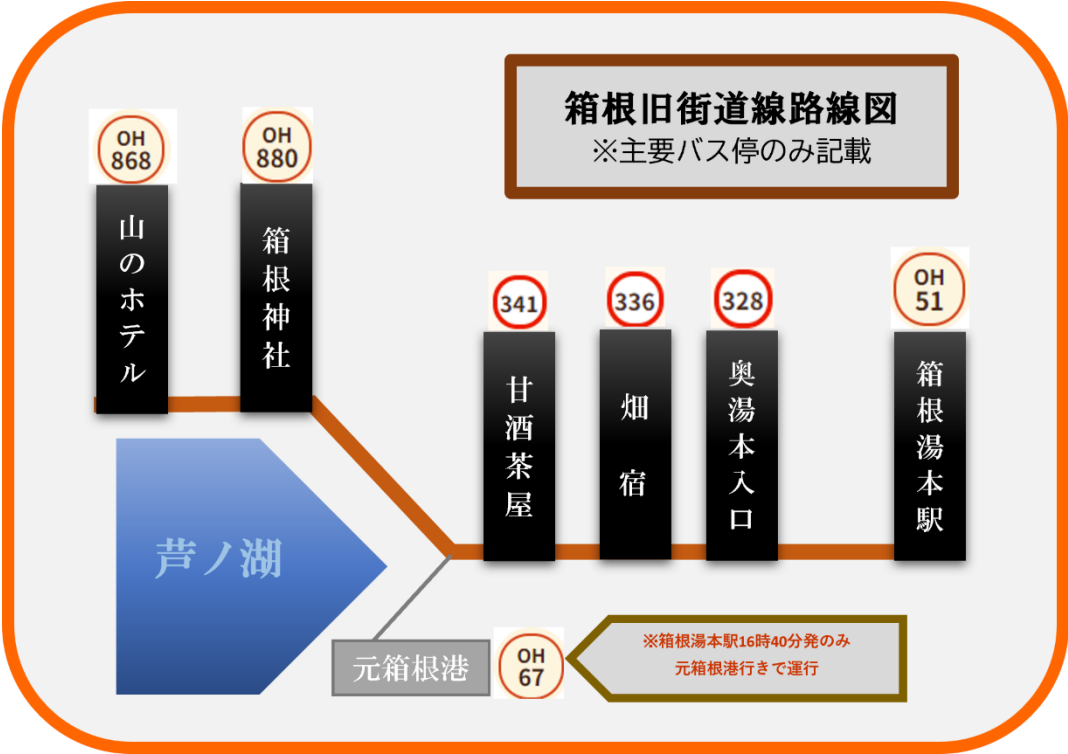 箱根旧街道線路線図
※主要バス停のみ記載
OH
868
山のホテル
OH
880
箱根神社
341
甘酒茶屋
336
畑宿
328
奥湯本入口
OH
51
箱根湯本駅
芦ノ湖
元箱根港
OH
67
※箱根湯本駅16時40分発のみ
元箱根港行きで運行